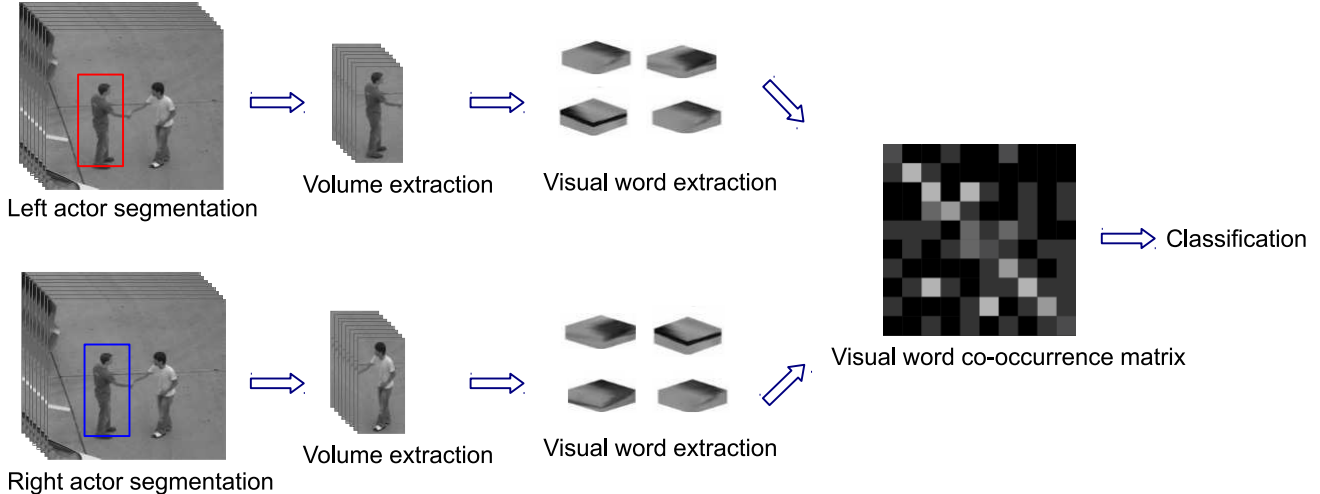 Left actor segmentation
Volume extraction
Visual word extraction
Visual word co-occurrence matrix
Classification
Right actor segmentation
Volume extraction
Visual word extraction